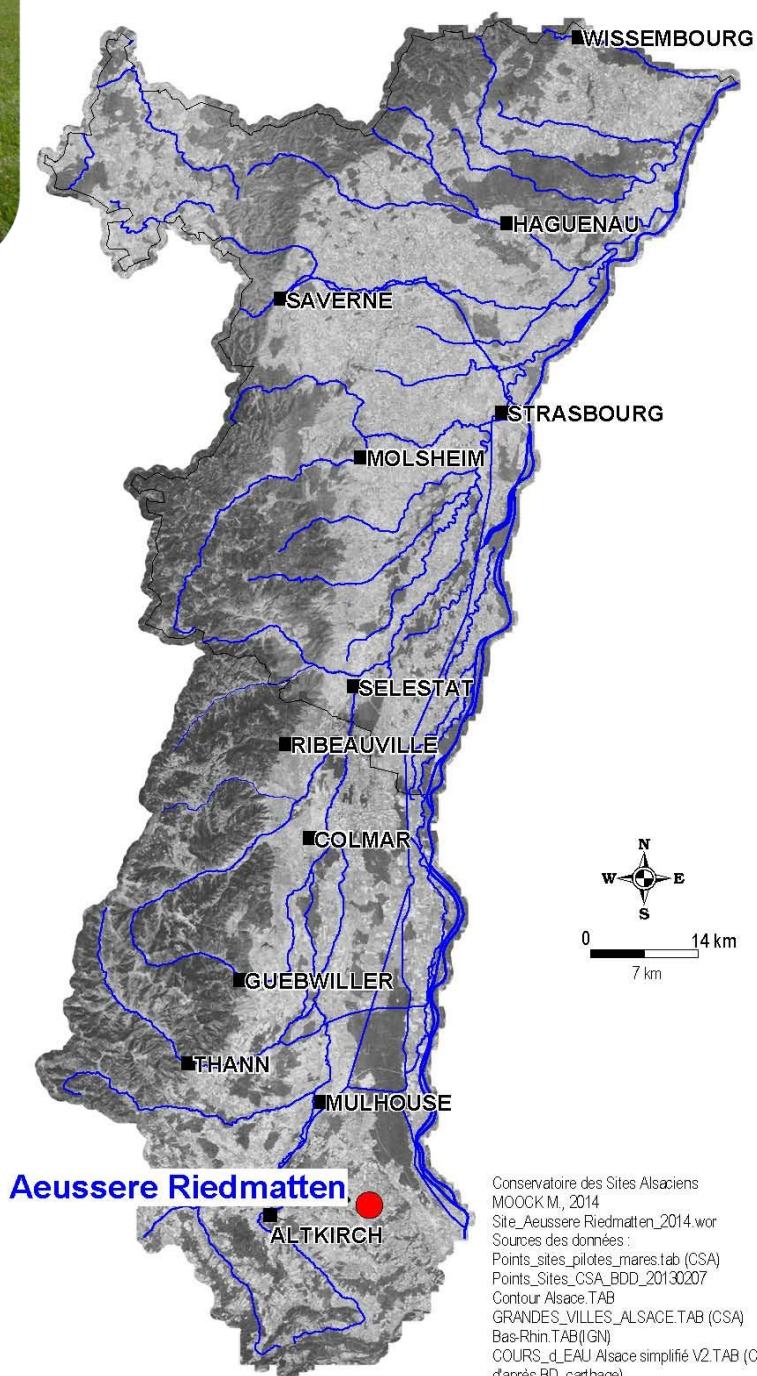 WISSEMBOURG
HAGUENAU
SAVERNE
STRASBOURG
MOLSHEIM
SELESTAT
RIBEAUVILLE
COLMAR
N
W E
S
0 14 km
7 km
GUEBWILLER
THANN
MULHOUSE
Aeussere Riedmatten
ALTKIRCH
Conservatoire des Sites Alsaciens
MOOCK M., 2014
Site_Aeussere Riedmatten_2014.wor
Sources des données :
Points_sites_pilotes_mares.tab (CSA)
Points_Sites_CSA_BDD_20130207
Contour Alsace.TAB
GRANDES_VILLES_ALSACE.TAB (CSA)
Bas-Rhin.TAB(IGN)
COURS_d_EAU Alsace simplifié V2.TAB (C
d'après BD_carthage)